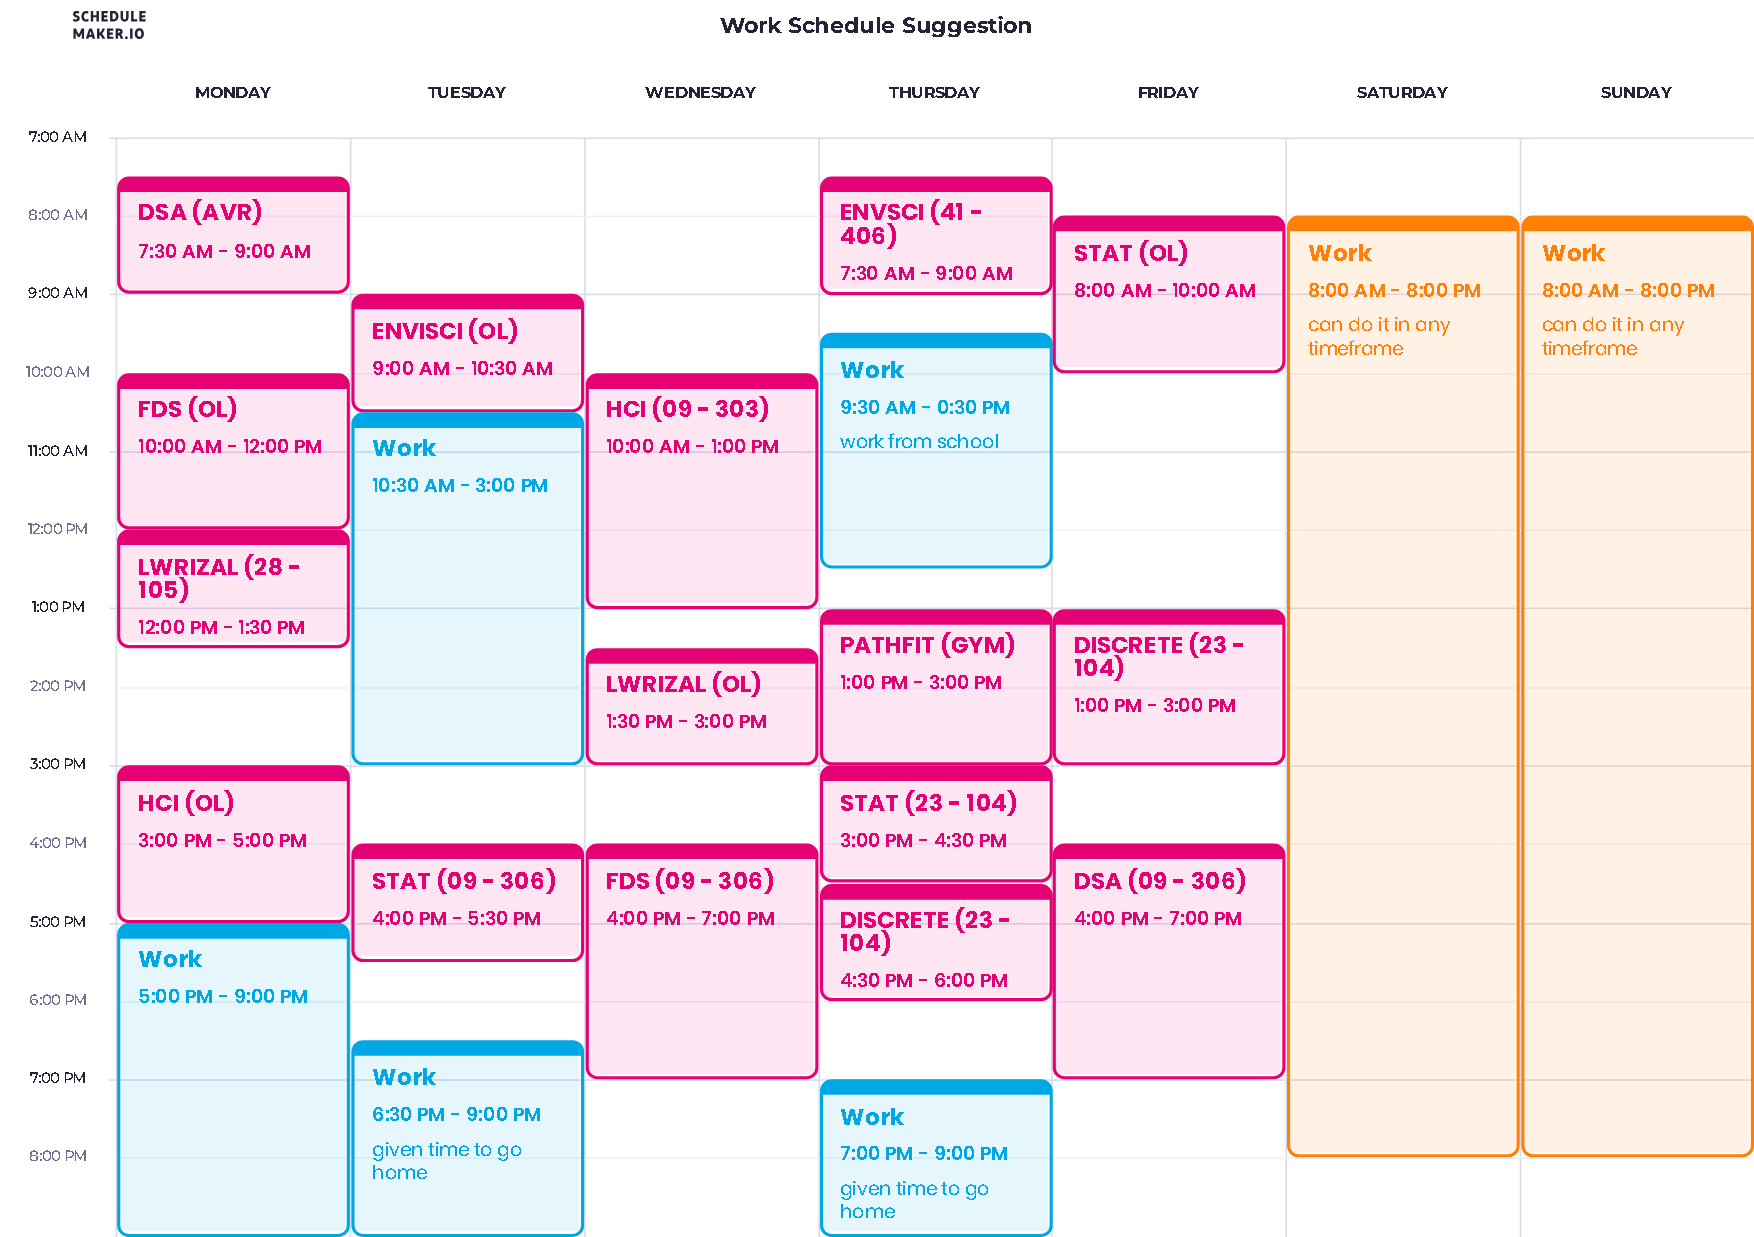 SCHEDULE
MAKER.IO
Work Schedule Suggestion
MONDAY
TUESDAY
WEDNESDAY
THURSDAY
FRIDAY
SATURDAY
SUNDAY
7:00 AM
8:00 AM
9:00 AM
10:00 AM
11:00 AM
12:00 PM
1:00 PM
2:00 PM
3:00 PM
4:00 PM
5:00 PM
6:00 PM
7:00 PM
8:00 PM
DSA (AVR)
7:30 AM - 9:00 AM
FDS (OL)
10:00 AM - 12:00 PM
LWRIZAL (28 -
105)
12:00 PM - 1:30 PM
HCI (OL)
3:00 PM - 5:00 PM
Work
5:00 PM - 9:00 PM
ENVISCI (OL)
9:00 AM - 10:30 AM
Work
10:30 AM - 3:00 PM
STAT (09 - 306)
4:00 PM - 5:30 PM
Work
6:30 PM - 9:00 PM
given time to go
home
HCI (09 - 303)
10:00 AM - 1:00 PM
LWRIZAL (OL)
1:30 PM - 3:00 PM
FDS (09 - 306)
4:00 PM - 7:00 PM
ENVSCI (41 -
406)
7:30 AM - 9:00 AM
Work
9:30 AM - 0:30 PM
work from school
PATHFIT (GYM)
1:00 PM - 3:00 PM
STAT (23 - 104)
3:00 PM - 4:30 PM
DISCRETE (23 -
104)
4:30 PM - 6:00 PM
Work
7:00 PM - 9:00 PM
given time to go
home
STAT (OL)
8:00 AM - 10:00 AM
DISCRETE (23 -
104)
1:00 PM - 3:00 PM
DSA (09 - 306)
4:00 PM - 7:00 PM
Work
8:00 AM - 8:00 PM
can do it in any
timeframe
Work
8:00 AM - 8:00 PM
can do it in any
timeframe